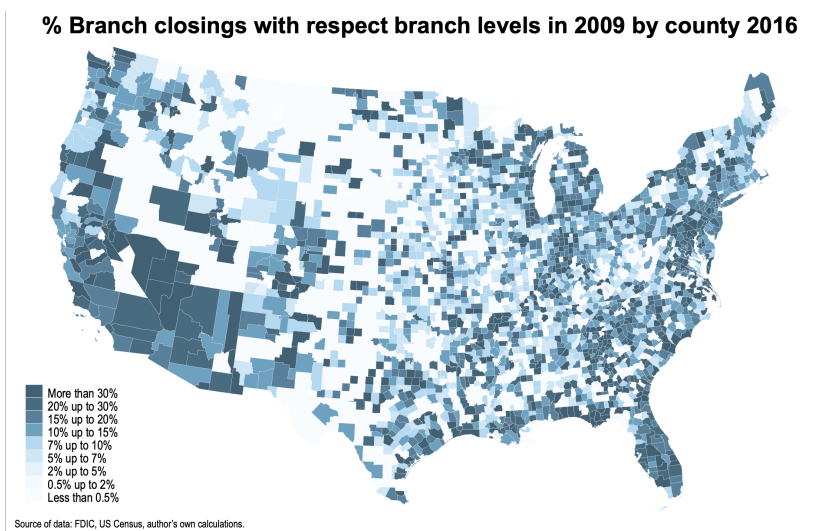 % Branch closings with respect branch levels in 2009 by county 2016
More than 30%
20% up to 30%
15% up to 20%
10% up to 15%
7% up to 10%
5% up to 7%
2% up to 5%
0.5% up to 2%
Less than 0.5%
Source of data: FDIC, US Census, author's own calculations.